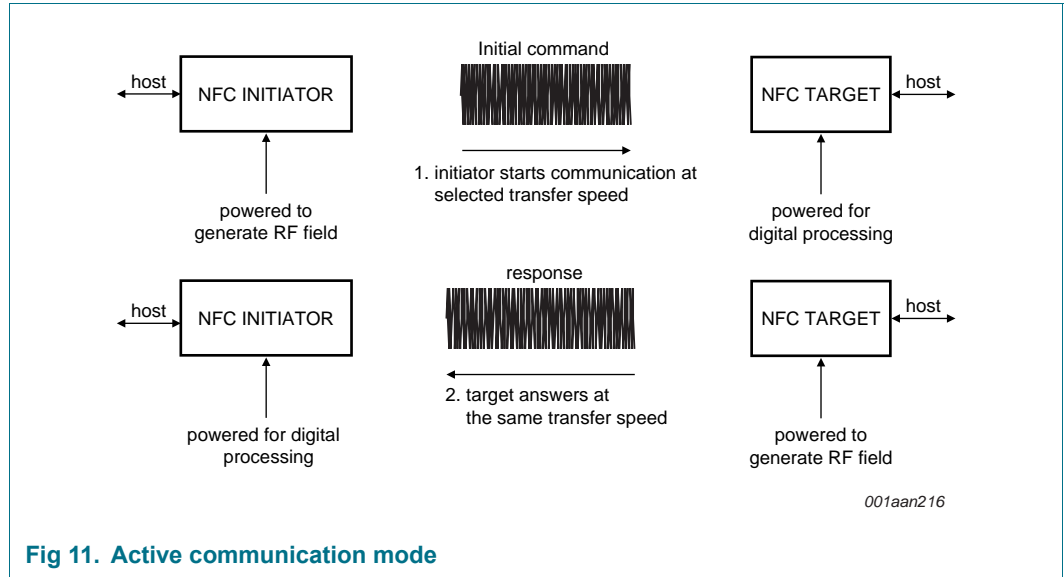 Initial command
host
NFC INITIATOR
NFC TARGET
host
1. initiator starts communication at
selected transfer speed
powered to
generate RF field
powered for
digital processing
response
host
NFC INITIATOR
NFC TARGET
host
2. target answers at
the same transfer speed
powered for digital
processing
powered to
generate RF field
001aan216
Fig 11. Active communication mode